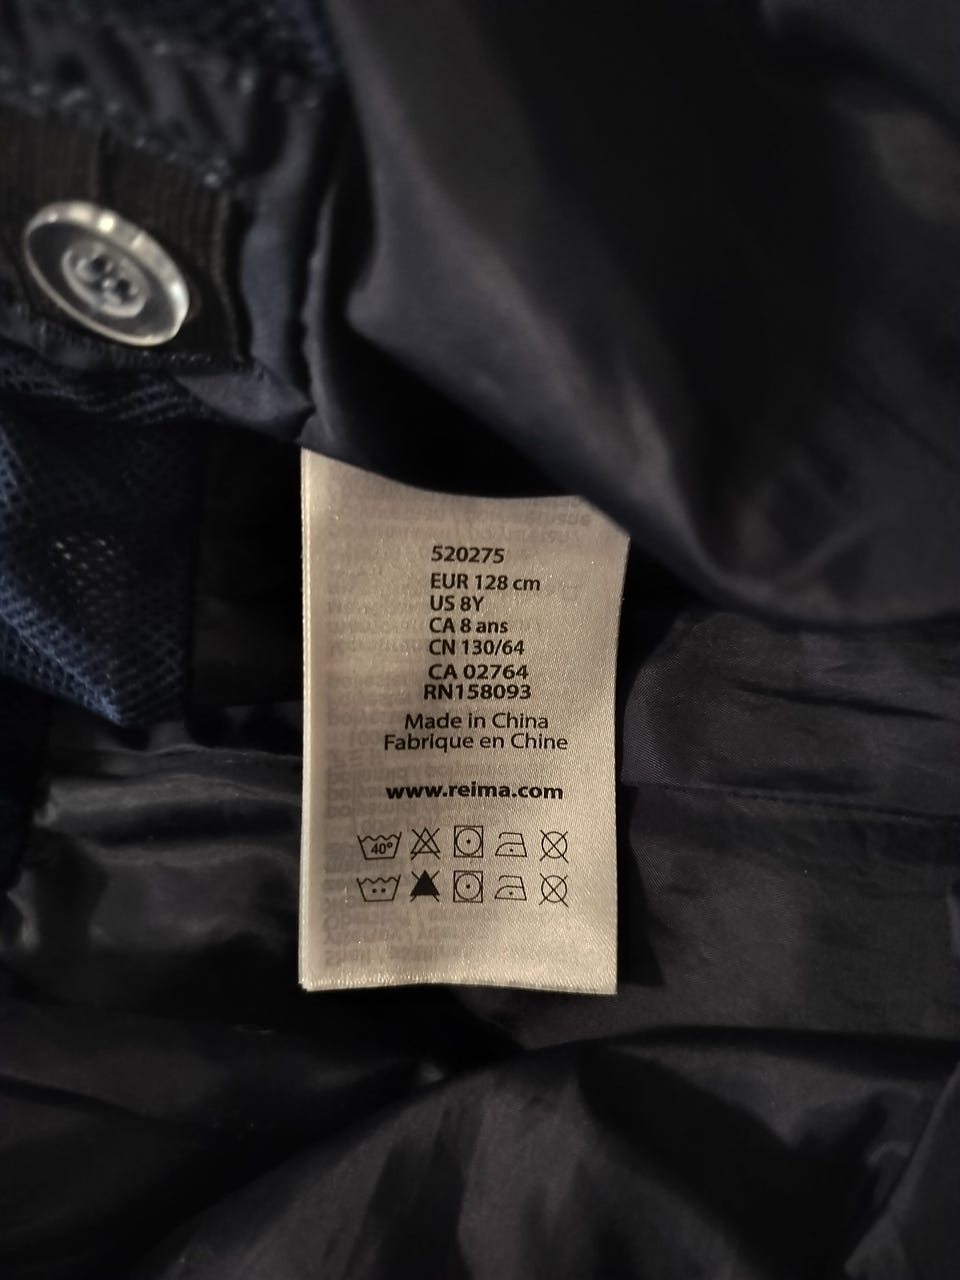 520275
EUR 128 cm
US 8Y
CA 8 ans
CN 130/64
CA 02764
RN158093
Made in China
Fabrique en Chine
www.reima.com
40°